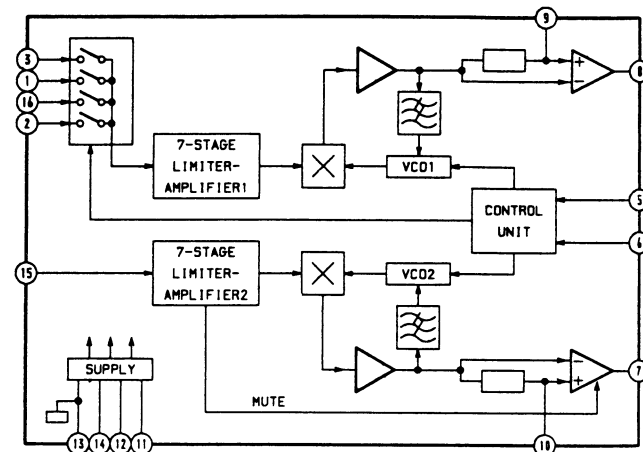 9
3
1
16
2
+
−
8
7-STAGE
LIMITER-
AMPLIFIER1
VCO1
5
CONTROL
UNIT
6
7-STAGE
LIMITER-
AMPLIFIER2
15
VCO2
SUPPLY
MUTE
−
+
7
13
14
12
11
10